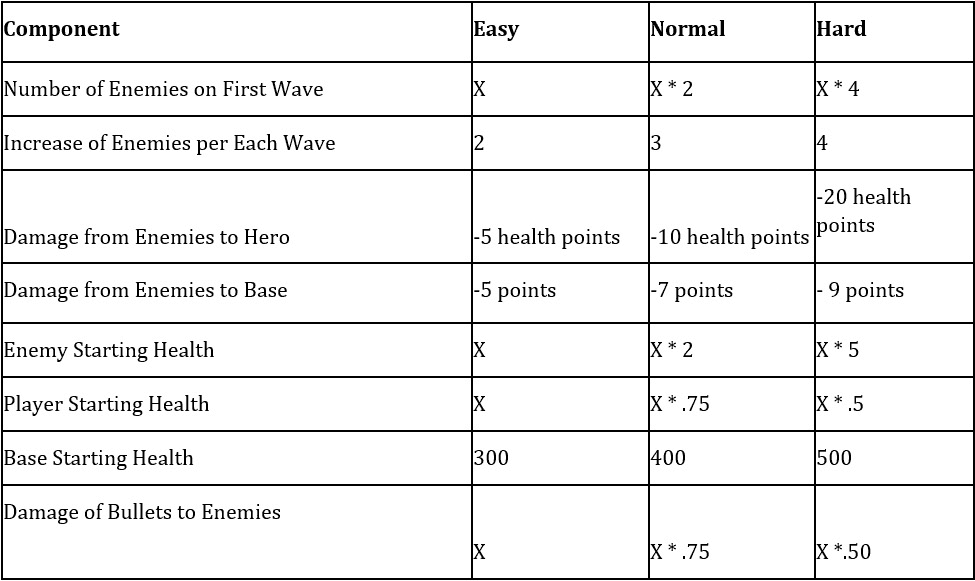 Component Easy Normal Hard
Number of Enemies on First Wave X X * 2 X * 4
Increase of Enemies per Each Wave 2 3 4
Damage from Enemies to Hero -5 health points -10 health points -20 health
points
Damage from Enemies to Base -5 points -7 points - 9 points
Enemy Starting Health X X * 2 X * 5
Player Starting Health X X * .75 X * .5
Base Starting Health 300 400 500
Damage of Bullets to Enemies
X X * .75 X *.50